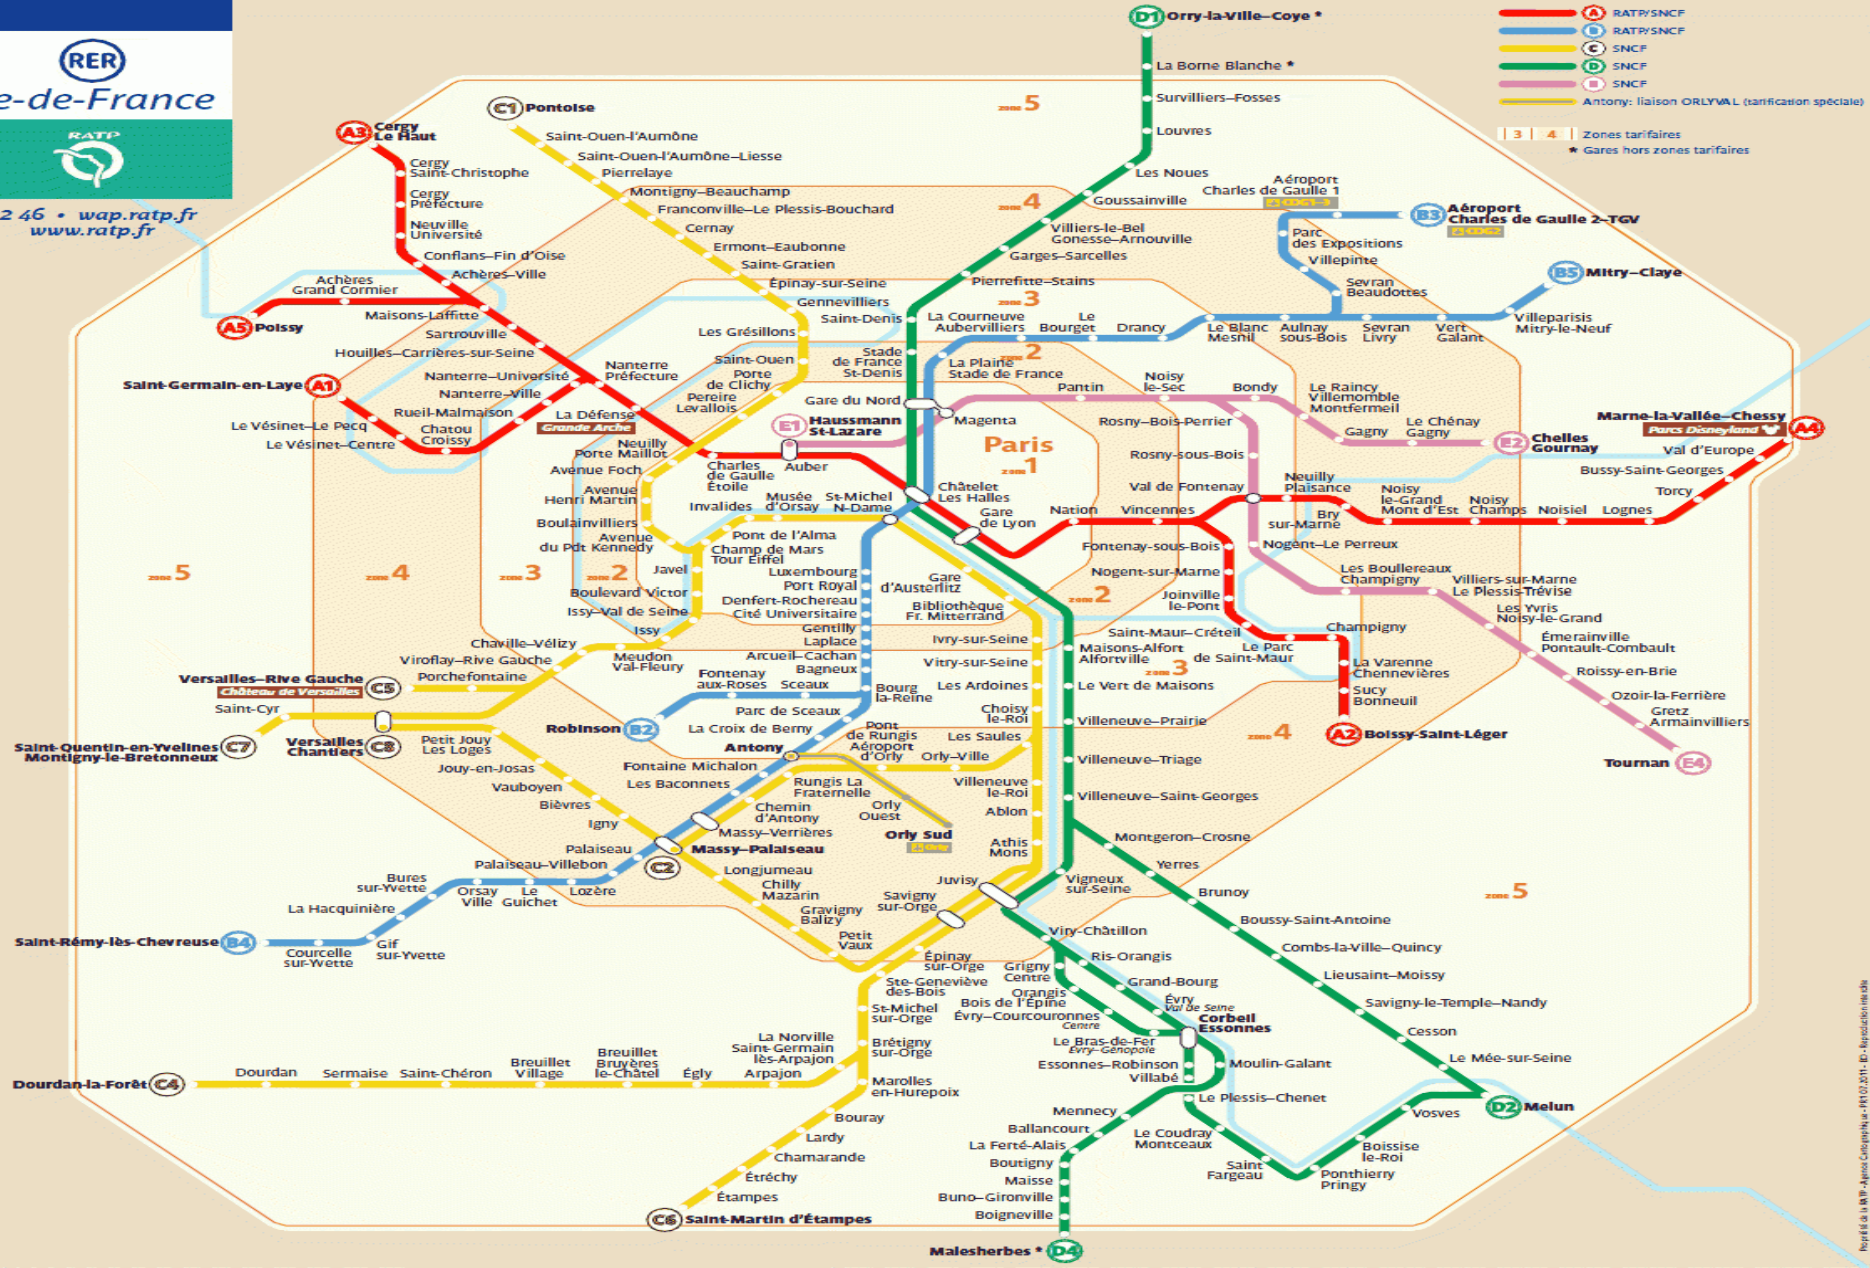 RER
e-de-France
RATP
2 46 • wap.ratp.fr
www.ratp.fr
A RATP/SNCF
B RATP/SNCF
C SNCF
D SNCF
E SNCF
Antony: liaison ORLYVAL (tarification spéciale)
3 4 Zones tarifaires
* Gares hors zones tarifaires
D1 Orry-la-Ville–Coye *
La Borne Blanche *
Survilliers–Fosses
Louvres
Les Noues
Goussainville
Villiers-le-Bel
Gonesse–Arnouville
Garges–Sarcelles
Pierrefitte–Stains
Saint-Denis
Stade
de France
St-Denis
Gare du Nord
zone 5
zone 4
zone 3
zone 2
Paris
zone 1
C1 Pontoise
Saint-Ouen-l'Aumône
Saint-Ouen-l'Aumône–Liesse
Pierrelaye
Montigny–Beauchamp
Franconville–Le Plessis-Bouchard
Cernay
Ermont–Eaubonne
Saint-Gratien
Épinay-sur-Seine
Gennevilliers
Les Grésillons
Saint-Ouen
Porte
de Clichy
Pereire
Levallois
Neuilly
Porte Maillot
Avenue Foch
Avenue
Henri Martin
Boulainvilliers
Avenue
du Pdt Kennedy
A3 Cergy
Le Haut
Cergy
Saint-Christophe
Cergy
Préfecture
Neuville
Université
Conflans–Fin d'Oise
Achères–Ville
Achères
Grand Cormier
A5 Poissy
Maisons-Laffitte
Sartrouville
Houilles–Carrières-sur-Seine
Saint-Germain-en-Laye A1
Le Vésinet–Le Pecq
Le Vésinet–Centre
Chatou
Croissy
Rueil-Malmaison
Nanterre–Ville
Nanterre–Université
Nanterre
Préfecture
La Défense
Grande Arche
Charles
de Gaulle
Étoile
Auber
E1 Haussmann
St-Lazare
Magenta
Châtelet
Les Halles
Gare
de Lyon
Nation
Vincennes
Aéroport
Charles de Gaulle 1
CDG1–3
B3 Aéroport
Charles de Gaulle 2–TGV
CDG2
Parc
des Expositions
Villepinte
Sevran
Beaudottes
B5 Mitry–Claye
Villeparisis
Mitry-le-Neuf
Vert
Galant
Sevran
Livry
Aulnay
sous-Bois
Le Blanc
Mesnil
Drancy
Le
Bourget
La Courneuve
Aubervilliers
La Plaine
Stade de France
Pantin
Noisy
le-Sec
Bondy
Le Raincy
Villemomble
Montfermeil
Gagny
Le Chénay
Gagny
E2 Chelles
Gournay
Rosny–Bois-Perrier
Rosny-sous-Bois
Val de Fontenay
Nogent–Le Perreux
Les Boullereaux
Champigny
Villiers-sur-Marne
Le Plessis-Trévise
Les Yvris
Noisy-le-Grand
Émerainville
Pontault-Combault
Roissy-en-Brie
Ozoir-la-Ferrière
Gretz
Armainvilliers
Tournan E4
Marne-la-Vallée–Chessy A4
Parcs Disneyland
Val d'Europe
Bussy-Saint-Georges
Torcy
Lognes
Noisiel
Noisy
Champs
Noisy
le-Grand
Mont d'Est
Bry
sur-Marne
Neuilly
Plaisance
Fontenay-sous-Bois
Nogent-sur-Marne
Joinville
le-Pont
Saint-Maur–Créteil
Le Parc
de Saint-Maur
Champigny
La Varenne
Chennevières
Sucy
Bonneuil
A2 Boissy-Saint-Léger
zone 5
zone 4
zone 3
zone 2
zone 2
zone 3
zone 4
zone 5
Invalides
Musée
d'Orsay
St-Michel
N-Dame
Pont de l'Alma
Champ de Mars
Tour Eiffel
Javel
Boulevard Victor
Issy–Val de Seine
Issy
Meudon
Val-Fleury
Chaville–Vélizy
Viroflay–Rive Gauche
Porchefontaine
Versailles–Rive Gauche C5
Château de Versailles
Saint-Cyr
Saint-Quentin-en-Yvelines
Montigny-le-Bretonneux C7
Versailles
Chantiers C8
Petit Jouy
Les Loges
Jouy-en-Josas
Vauboyen
Bièvres
Igny
Luxembourg
Port Royal
Denfert-Rochereau
Cité Universitaire
Gentilly
Laplace
Arcueil–Cachan
Bagneux
Bourg
la-Reine
Fontenay
aux-Roses
Sceaux
Robinson B2
Parc de Sceaux
La Croix de Berny
Antony
Fontaine Michalon
Les Baconnets
Massy–Verrières
Massy–Palaiseau
C2
Palaiseau
Palaiseau–Villebon
Lozère
Le
Guichet
Orsay
Ville
Bures
sur-Yvette
La Hacquinière
Gif
sur-Yvette
Courcelle
sur-Yvette
Saint-Rémy-lès-Chevreuse B4
Gare
d'Austerlitz
Bibliothèque
Fr. Mitterrand
Ivry-sur-Seine
Vitry-sur-Seine
Les Ardoines
Choisy
le-Roi
Les Saules
Orly–Ville
Pont
de Rungis
Aéroport
d'Orly
Rungis La
Fraternelle
Chemin
d'Antony
Orly
Ouest
Orly Sud
Orly
Villeneuve
le-Roi
Ablon
Athis
Mons
Juvisy
Savigny
sur-Orge
Longjumeau
Chilly
Mazarin
Gravigny
Balizy
Petit
Vaux
Épinay
sur-Orge
Ste-Geneviève
des-Bois
St-Michel
sur-Orge
Brétigny
sur-Orge
Marolles
en-Hurepoix
Bouray
Lardy
Chamarande
Étréchy
Étampes
C6 Saint-Martin d'Étampes
La Norville
Saint-Germain
lès-Arpajon
Arpajon
Égly
Breuillet
Bruyères
le-Châtel
Breuillet
Village
Saint-Chéron
Sermaise
Dourdan
Dourdan-la-Forêt C4
Maisons-Alfort
Alfortville
Le Vert de Maisons
Villeneuve–Prairie
Villeneuve–Triage
Villeneuve–Saint-Georges
Montgeron–Crosne
Yerres
Brunoy
Boussy-Saint-Antoine
Combs-la-Ville–Quincy
Lieusaint–Moissy
Savigny-le-Temple–Nandy
Cesson
Le Mée-sur-Seine
D2 Melun
Vigneux
sur-Seine
Viry-Châtillon
Ris-Orangis
Grand-Bourg
Évry
Val de Seine
Grigny
Centre
Orangis
Bois de l'Épine
Évry–Courcouronnes
Centre
Le Bras-de-Fer
Évry–Génopole
Corbeil
Essonnes
Essonnes–Robinson
Villabé
Moulin-Galant
Le Plessis–Chenet
Le Coudray
Montceaux
Saint
Fargeau
Ponthierry
Pringy
Boissise
le-Roi
Vosves
Mennecy
Ballancourt
La Ferté-Alais
Boutigny
Maisse
Buno–Gironville
Boigneville
Malesherbes * D4
Propriété de la RATP - Agence Cartographique - PR1 07.2011 - BD - Reproduction interdite